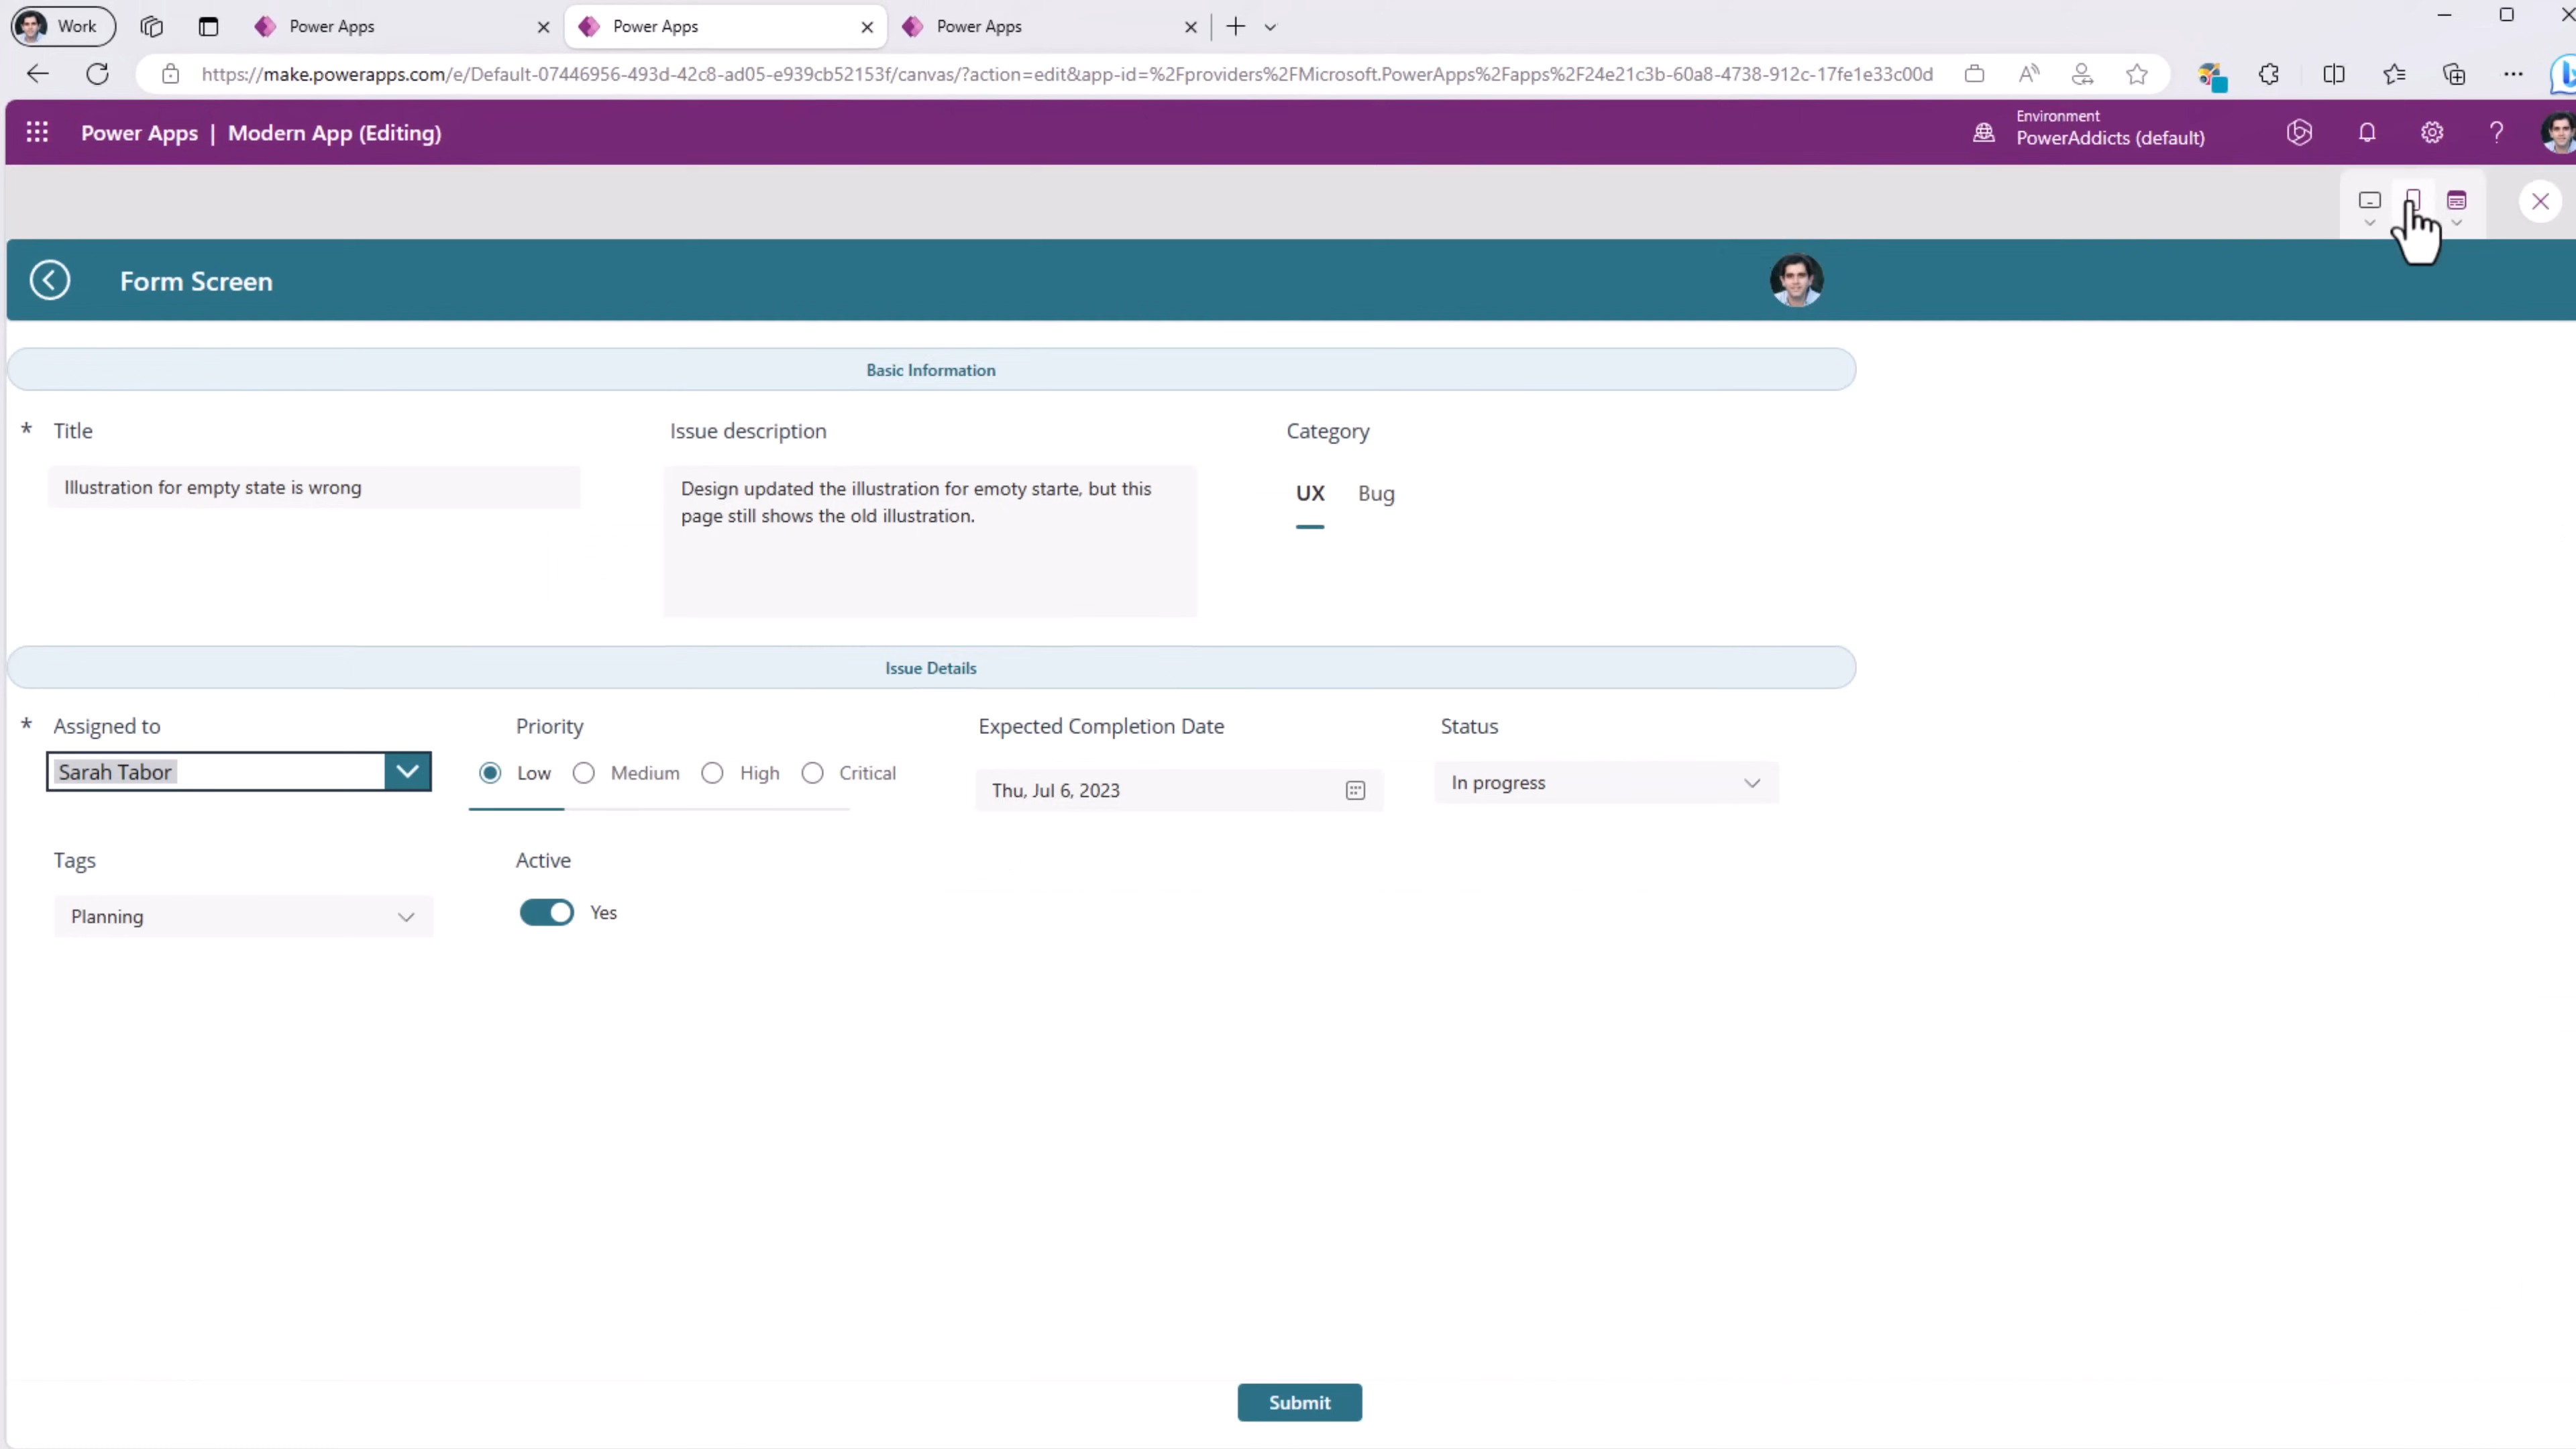 Work
Power Apps
Power Apps
Power Apps
https://make.powerapps.com/e/Default-07446956-493d-42c8-ad05-e939cb52153f/canvas/?action=edit&app-id=%2Fproviders%2FMicrosoft.PowerApps%2Fapps%2F24e21c3b-60a8-4738-912c-17fe1e33c00d
Power Apps | Modern App (Editing)
Environment
PowerAddicts (default)
Form Screen
Basic Information
* Title
Issue description
Category
Illustration for empty state is wrong
Design updated the illustration for emoty starte, but this
page still shows the old illustration.
UX Bug
Issue Details
* Assigned to
Priority
Expected Completion Date
Status
Sarah Tabor
Low Medium High Critical
Thu, Jul 6, 2023
In progress
Tags
Active
Planning
Yes
Submit